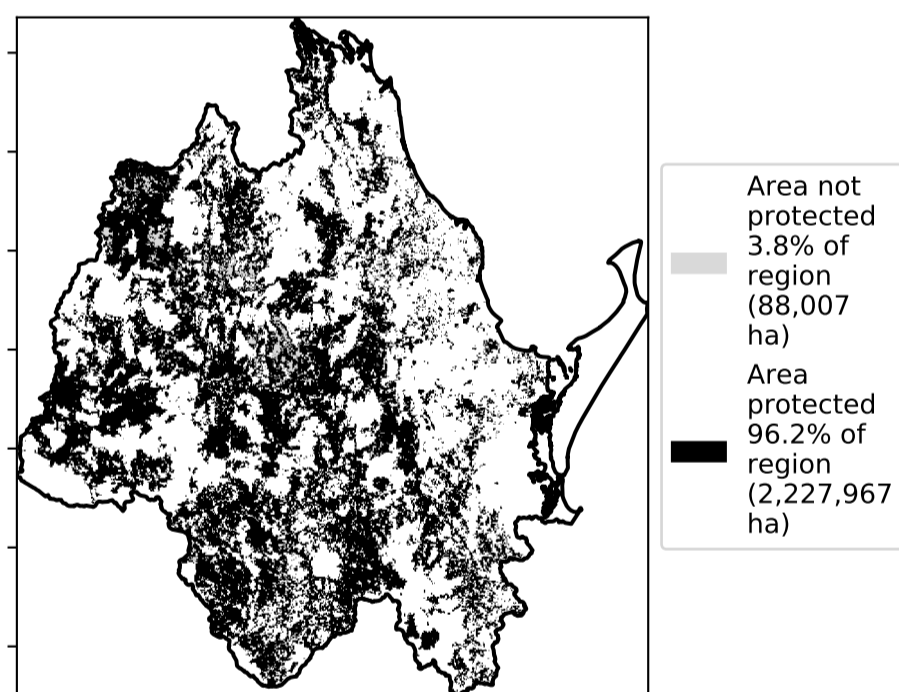 Area not
protected
3.8% of
region
(88,007
ha)
Area
protected
96.2% of
region
(2,227,967
ha)